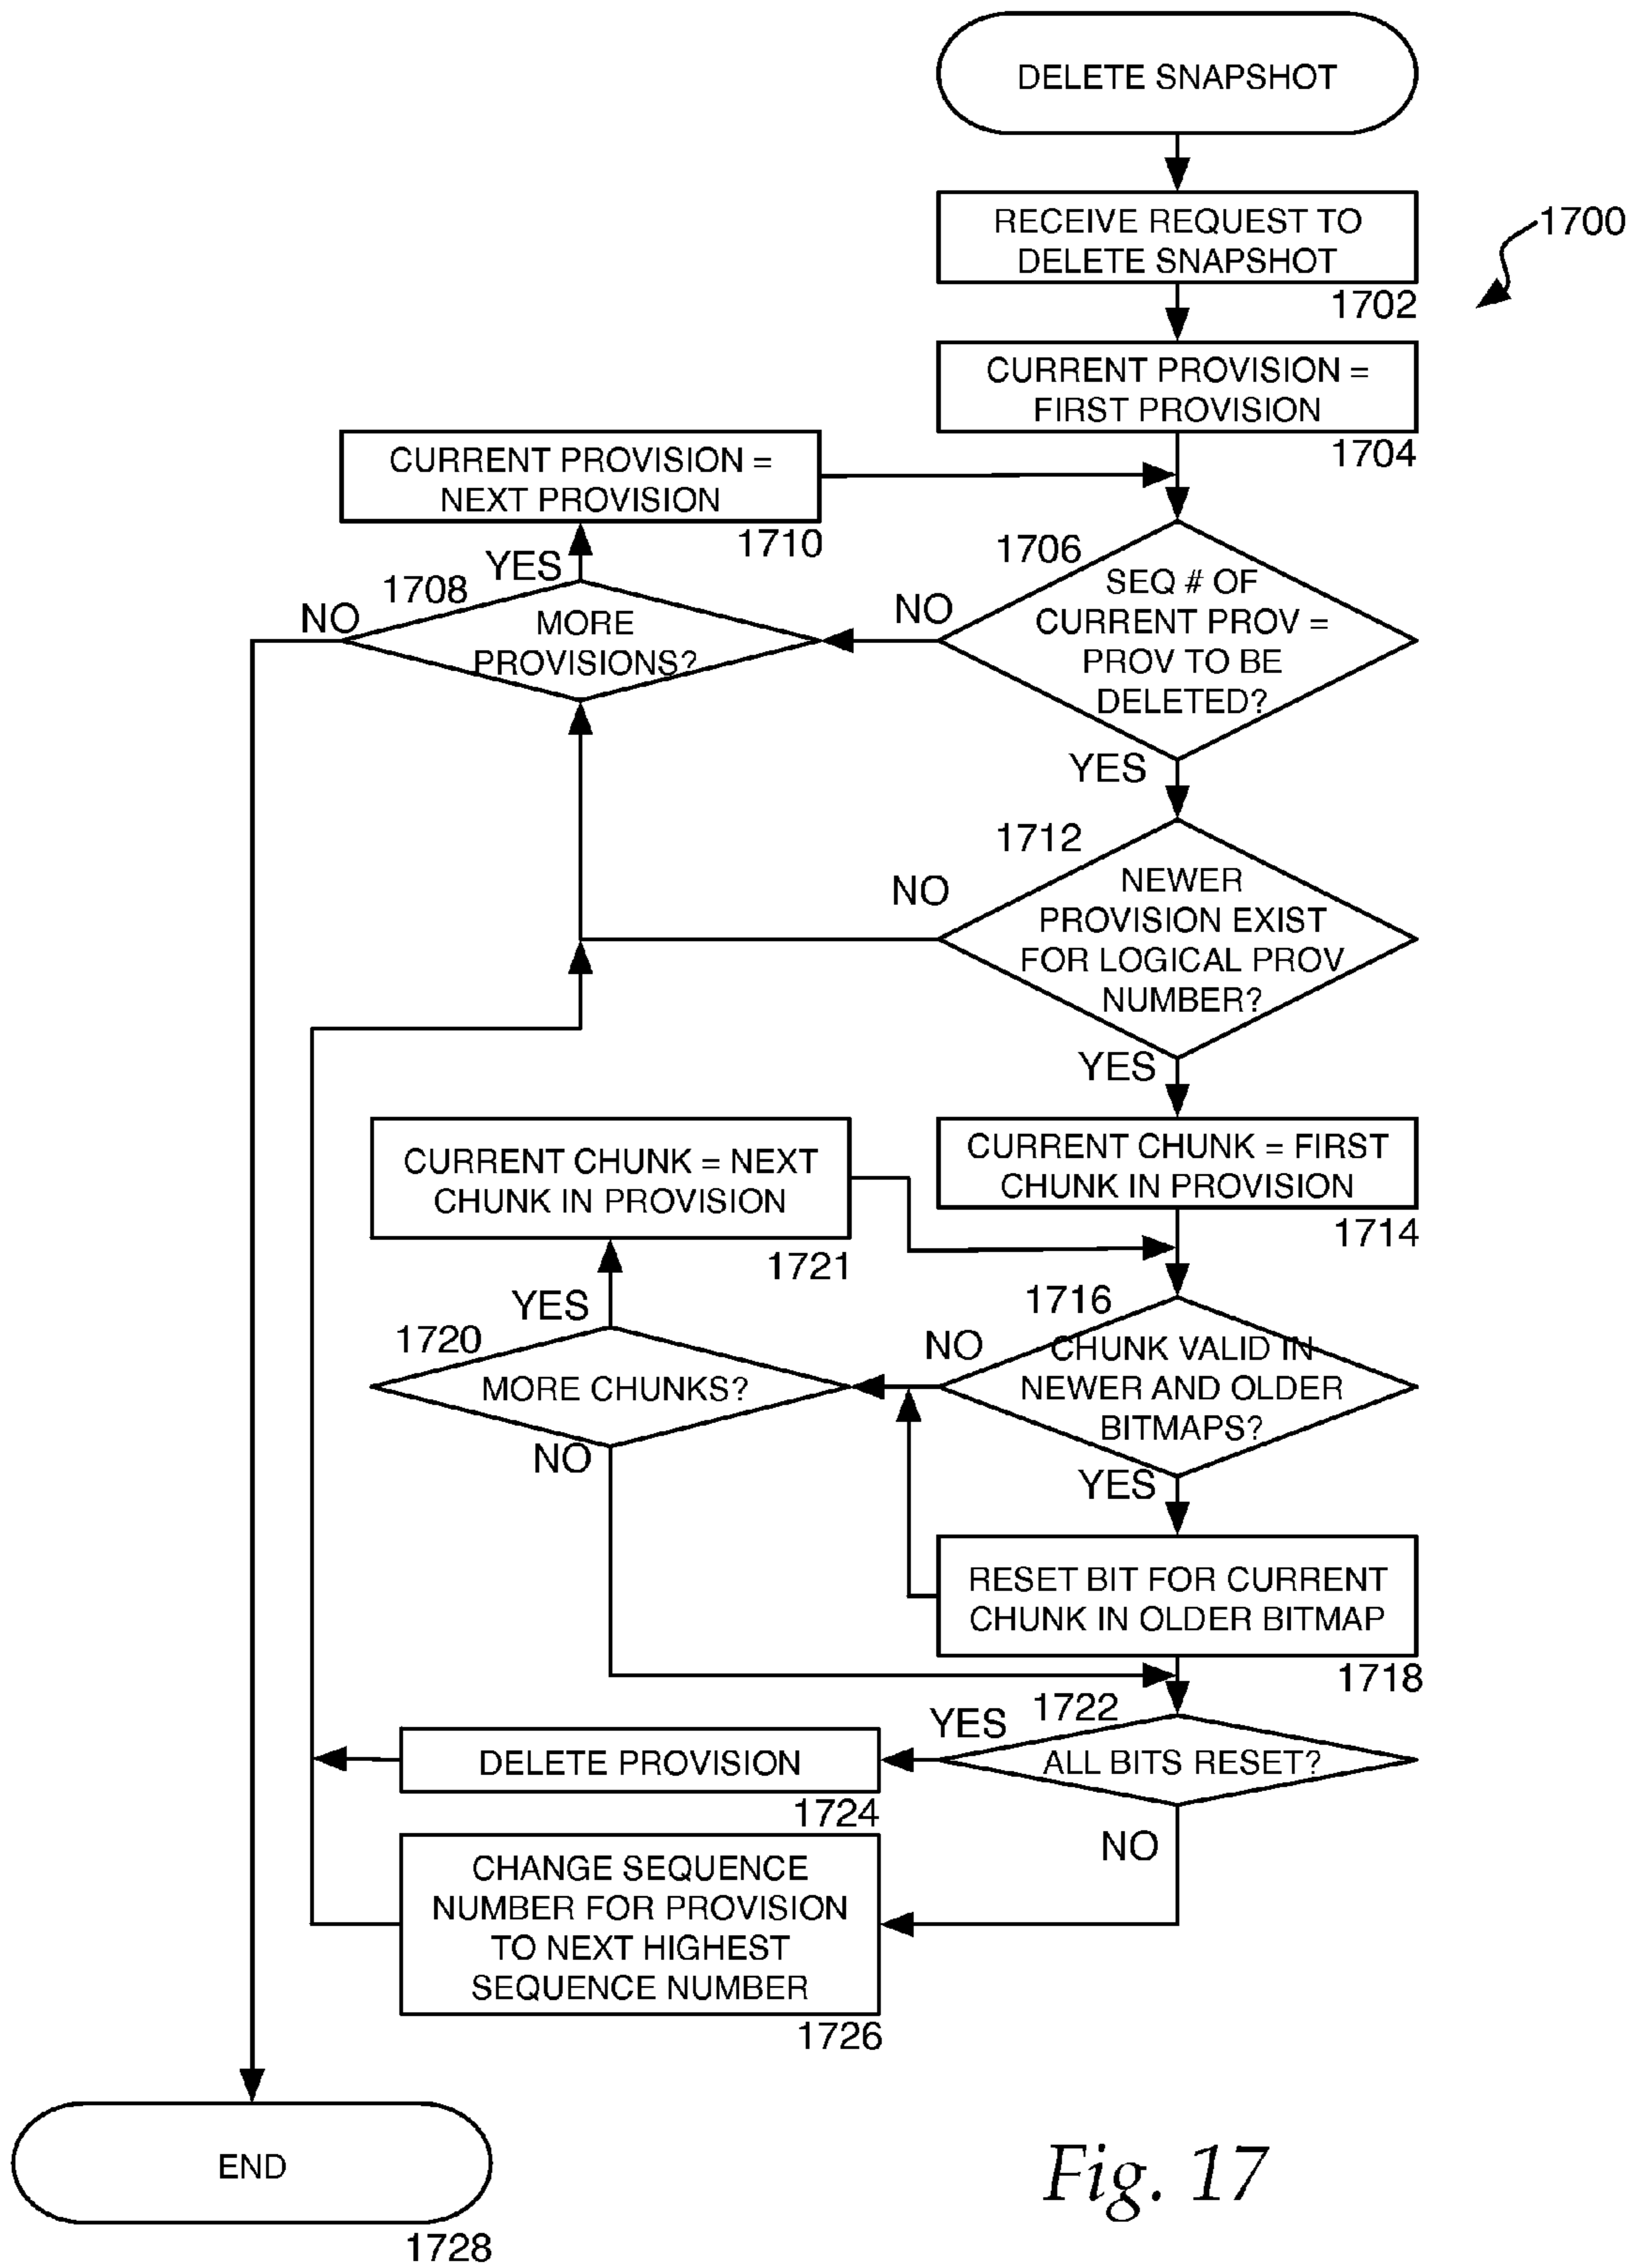 DELETE SNAPSHOT
RECEIVE REQUEST TO
DELETE SNAPSHOT
1702
1700
CURRENT PROVISION =
FIRST PROVISION
1704
CURRENT PROVISION =
NEXT PROVISION
1710
YES
1708
NO
MORE
PROVISIONS?
1706
NO
SEQ # OF
CURRENT PROV =
PROV TO BE
DELETED?
YES
1712
NO
NEWER
PROVISION EXIST
FOR LOGICAL PROV
NUMBER?
YES
CURRENT CHUNK = FIRST
CHUNK IN PROVISION
1714
CURRENT CHUNK = NEXT
CHUNK IN PROVISION
1721
YES
1720
MORE CHUNKS?
NO
1716
NO
CHUNK VALID IN
NEWER AND OLDER
BITMAPS?
YES
RESET BIT FOR CURRENT
CHUNK IN OLDER BITMAP
1718
1722
YES
ALL BITS RESET?
NO
DELETE PROVISION
1724
CHANGE SEQUENCE
NUMBER FOR PROVISION
TO NEXT HIGHEST
SEQUENCE NUMBER
1726
END
1728
Fig. 17